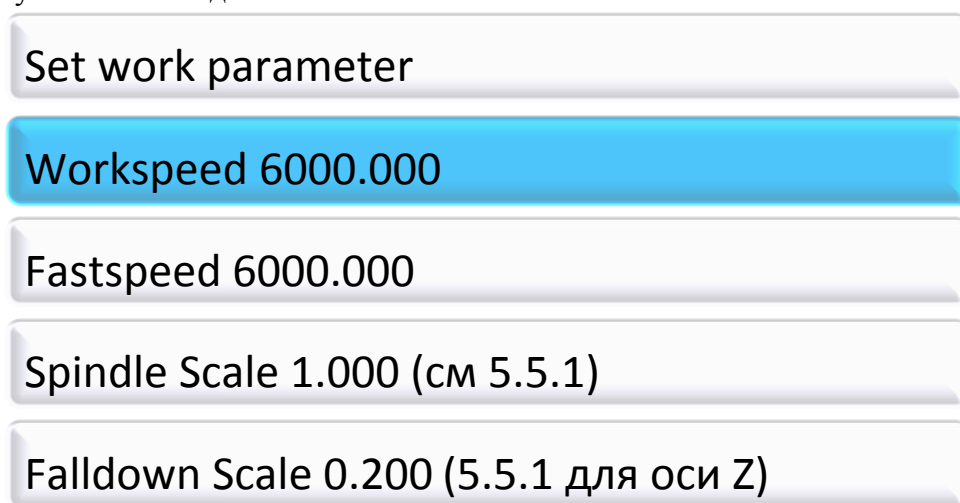 Set work parameter
Workspeed 6000.000
Fastspeed 6000.000
Spindle Scale 1.000 (см 5.5.1)
Falldown Scale 0.200 (5.5.1 для оси Z)